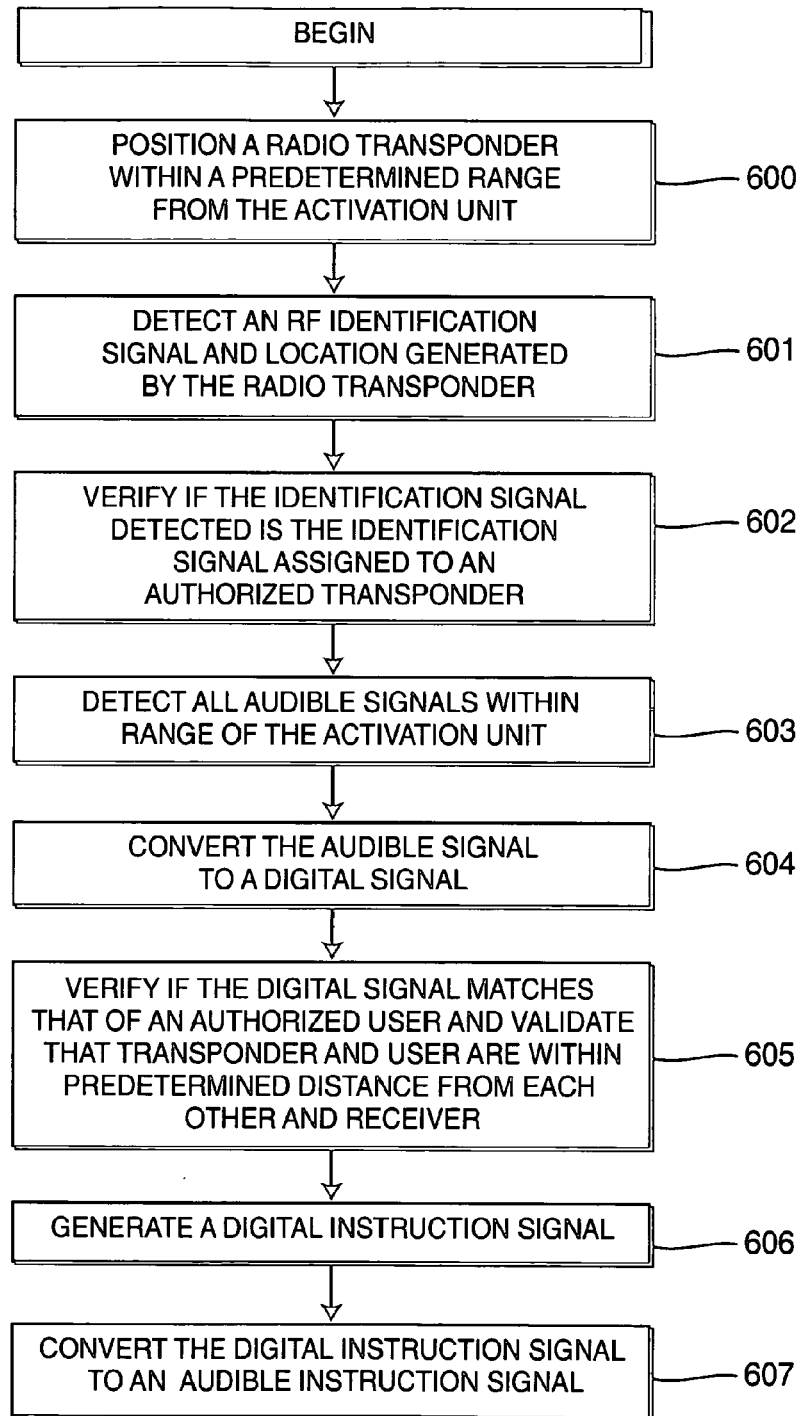 BEGIN
POSITION A RADIO TRANSPONDER
WITHIN A PREDETERMINED RANGE
FROM THE ACTIVATION UNIT
600
DETECT AN RF IDENTIFICATION
SIGNAL AND LOCATION GENERATED
BY THE RADIO TRANSPONDER
601
VERIFY IF THE IDENTIFICATION SIGNAL
DETECTED IS THE IDENTIFICATION
SIGNAL ASSIGNED TO AN
AUTHORIZED TRANSPONDER
602
DETECT ALL AUDIBLE SIGNALS WITHIN
RANGE OF THE ACTIVATION UNIT
603
CONVERT THE AUDIBLE SIGNAL
TO A DIGITAL SIGNAL
604
VERIFY IF THE DIGITAL SIGNAL MATCHES
THAT OF AN AUTHORIZED USER AND VALIDATE
THAT TRANSPONDER AND USER ARE WITHIN
PREDETERMINED DISTANCE FROM EACH
OTHER AND RECEIVER
605
GENERATE A DIGITAL INSTRUCTION SIGNAL
606
CONVERT THE DIGITAL INSTRUCTION SIGNAL
TO AN AUDIBLE INSTRUCTION SIGNAL
607